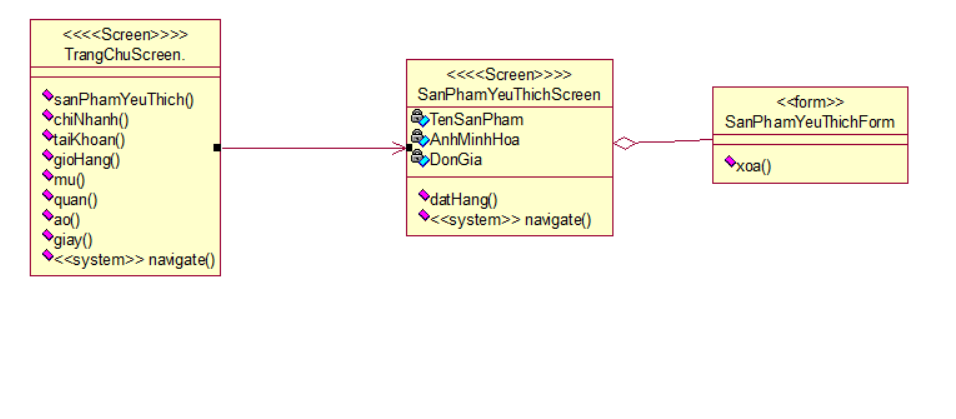 <<<<Screen>>>>
TrangChuScreen.
sanPhamYeuThich()
chiNhanh()
taiKhoan()
gioHang()
mu()
quan()
ao()
giay()
<<system>> navigate()
<<<<Screen>>>>
SanPhamYeuThichScreen
TenSanPham
AnhMinhHoa
DonGia
datHang()
<<system>> navigate()
<<form>>
SanPhamYeuThichForm
xoa()